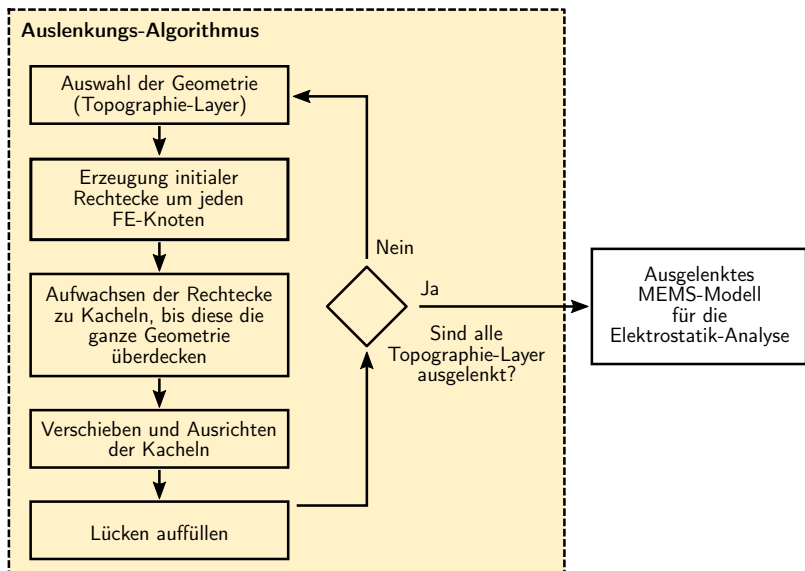 Auslenkungs-Algorithmus
Auswahl der Geometrie
(Topographie-Layer)
Erzeugung initialer
Rechtecke um jeden
FE-Knoten
Aufwachsen der Rechtecke
zu Kacheln, bis diese die
ganze Geometrie
überdecken
Verschieben und Ausrichten
der Kacheln
Lücken auffüllen
Nein
Ja
Sind alle
Topographie-Layer
ausgelenkt?
Ausgelenktes
MEMS-Modell
für die
Elektrostatik-Analyse